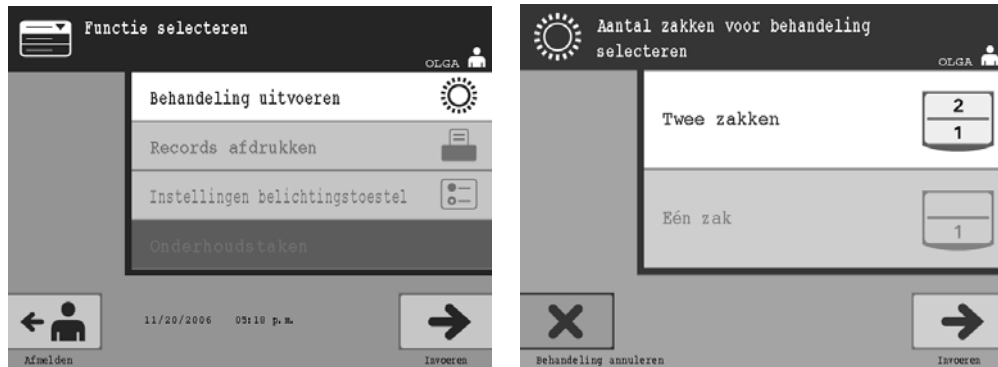 Functie selecteren
OLGA
Behandeling uitvoeren
Records afdrukken
Instellingen belichtingstoestel
Onderhoudstaken
11/20/2006 05:18 p.m.
Afmelden
Invoeren
Aantal zakken voor behandeling
selecteren
OLGA
Twee zakken
2
1
Eén zak
1
Behandeling annuleren
Invoeren